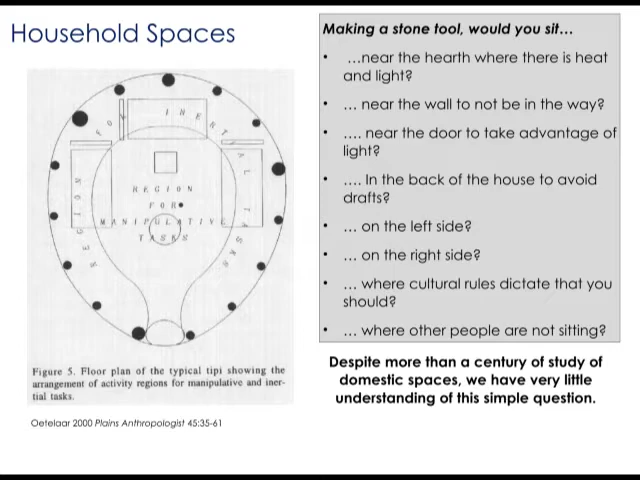 Household Spaces
REGION FOR INERTIAL TASKS
REGION
FOR
MANIPULATIVE
TASKS
Figure 5. Floor plan of the typical tipi showing the
arrangement of activity regions for manipulative and iner-
tial tasks.
Oetelaar 2000 Plains Anthropologist 45:35-61
Making a stone tool, would you sit…
• …near the hearth where there is heat
and light?
• … near the wall to not be in the way?
• …. near the door to take advantage of
light?
• …. In the back of the house to avoid
drafts?
• … on the left side?
• … on the right side?
• … where cultural rules dictate that you
should?
• … where other people are not sitting?
Despite more than a century of study of
domestic spaces, we have very little
understanding of this simple question.